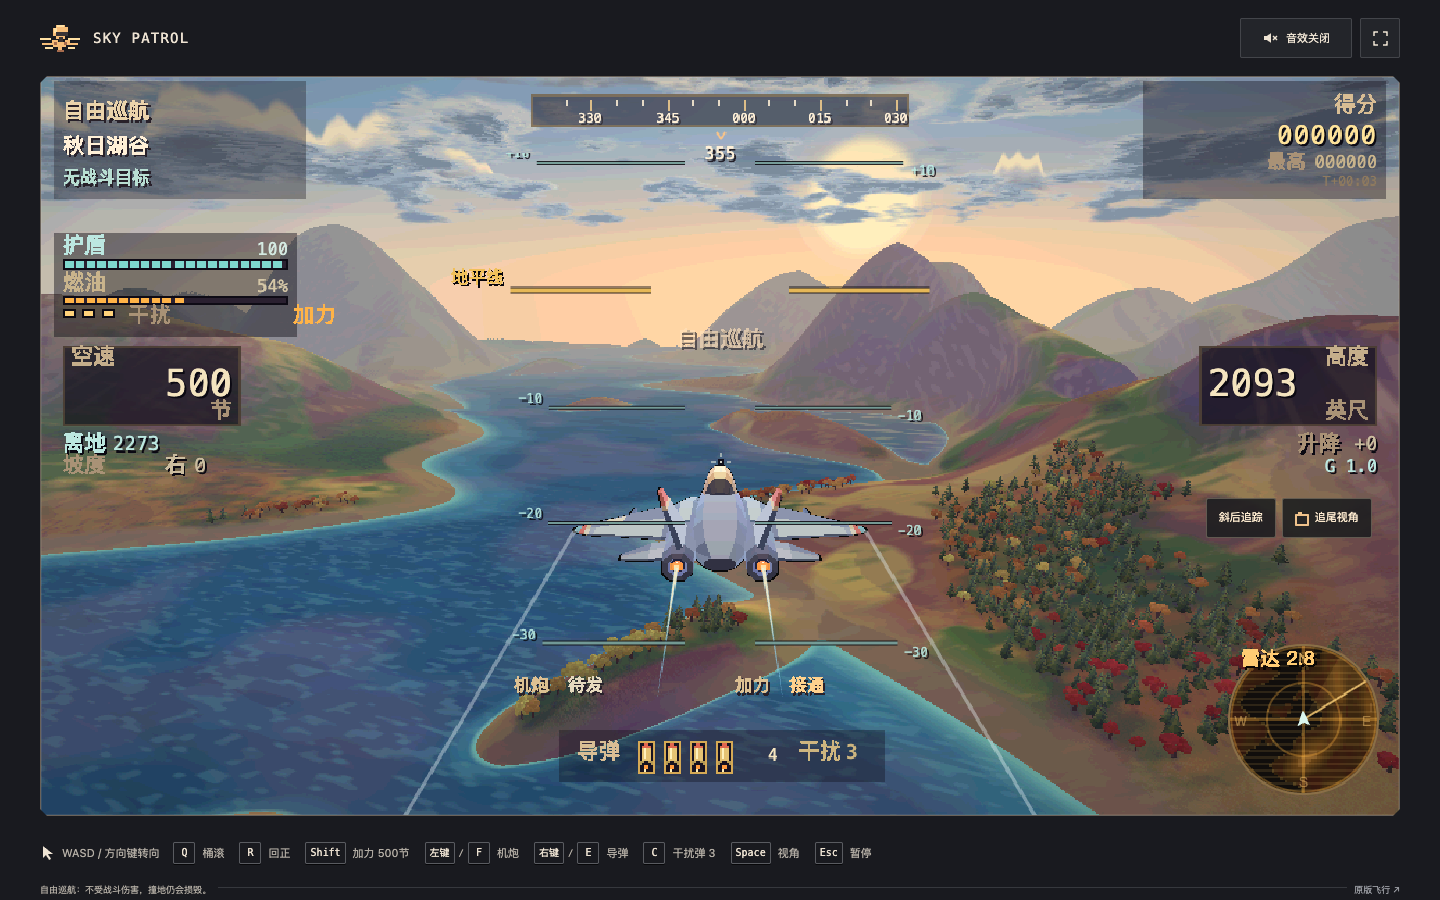 SKY PATROL
音效关闭
自由巡航
秋日湖谷
无战斗目标
330 345 000 015 030
355
得分
000000
最高 000000
T+00:03
+10 +10
护盾 100
燃油 54%
干扰 加力
地平线
自由巡航
空速
500
节
离地 2273
坡度 右 0
高度
2093
英尺
升降 +0
G 1.0
-10 -10
-20 -20
-30 -30
斜后追踪 追尾视角
雷达 2.8
N
W E
S
机炮 待发 加力 接通
导弹 4 干扰 3
WASD / 方向键转向 Q 桶滚 R 回正 Shift 加力 500节 左键 / F 机炮 右键 / E 导弹 C 干扰弹 3 Space 视角 Esc 暂停
自由巡航：不受战斗伤害，撞地仍会损毁。
原版飞行 ↗